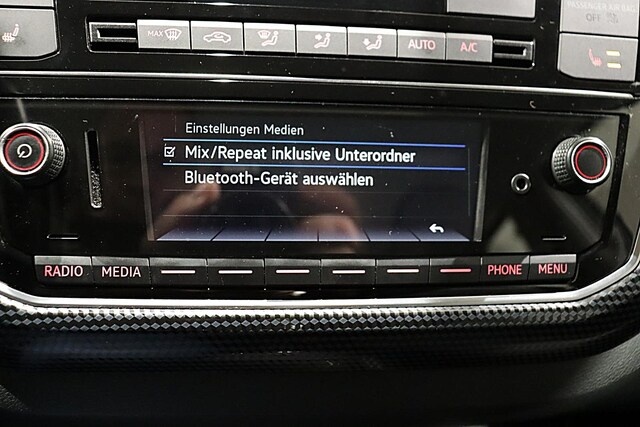 PASSENGER AIR BAG
OFF
MAX
AUTO
A/C
Einstellungen Medien
Mix/Repeat inklusive Unterordner
Bluetooth-Gerät auswählen
RADIO
MEDIA
PHONE
MENU